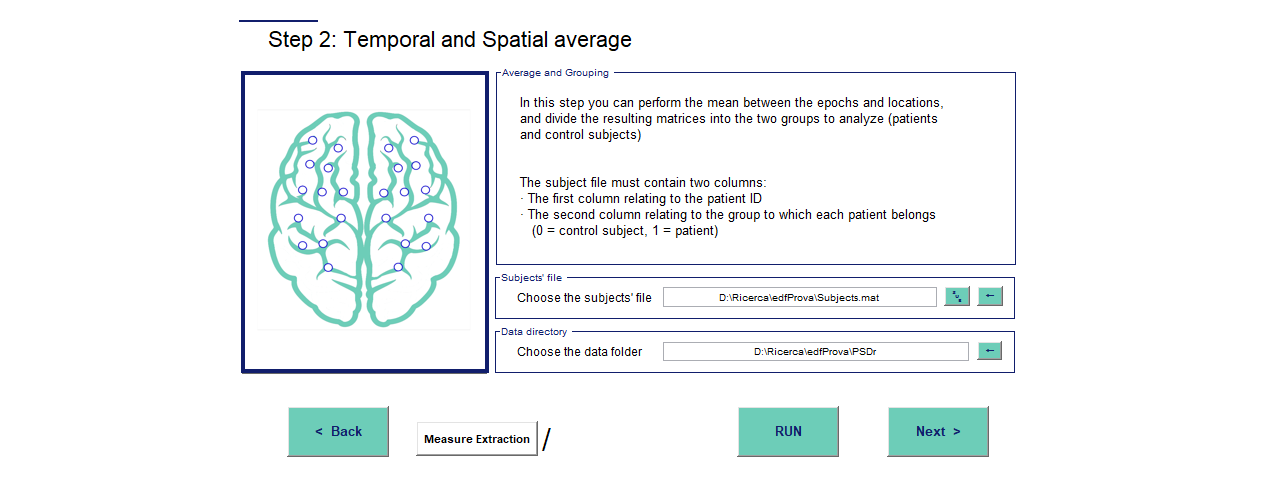 Step 2: Temporal and Spatial average
Average and Grouping
In this step you can perform the mean between the epochs and locations,
and divide the resulting matrices into the two groups to analyze (patients
and control subjects)
The subject file must contain two columns:
· The first column relating to the patient ID
· The second column relating to the group to which each patient belongs
(0 = control subject, 1 = patient)
Subjects' file
Choose the subjects' file
D:\Ricerca\edfProva\Subjects.mat
←
Data directory
Choose the data folder
D:\Ricerca\edfProva\PSDr
←
< Back
Measure Extraction /
RUN
Next >